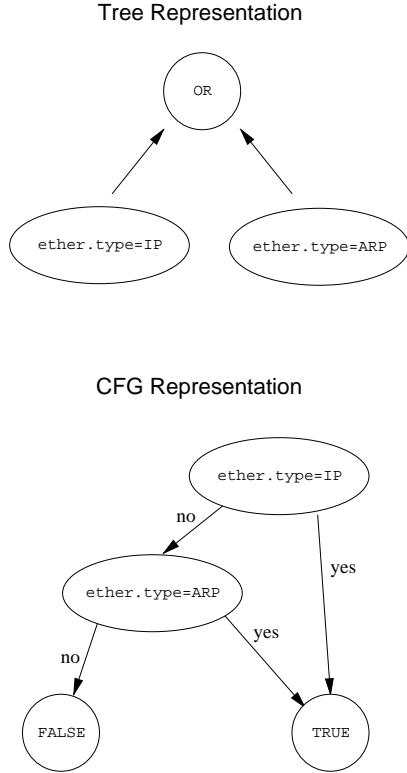 Tree Representation
OR
ether.type=IP
ether.type=ARP
CFG Representation
ether.type=IP
no
yes
ether.type=ARP
yes
no
FALSE
TRUE